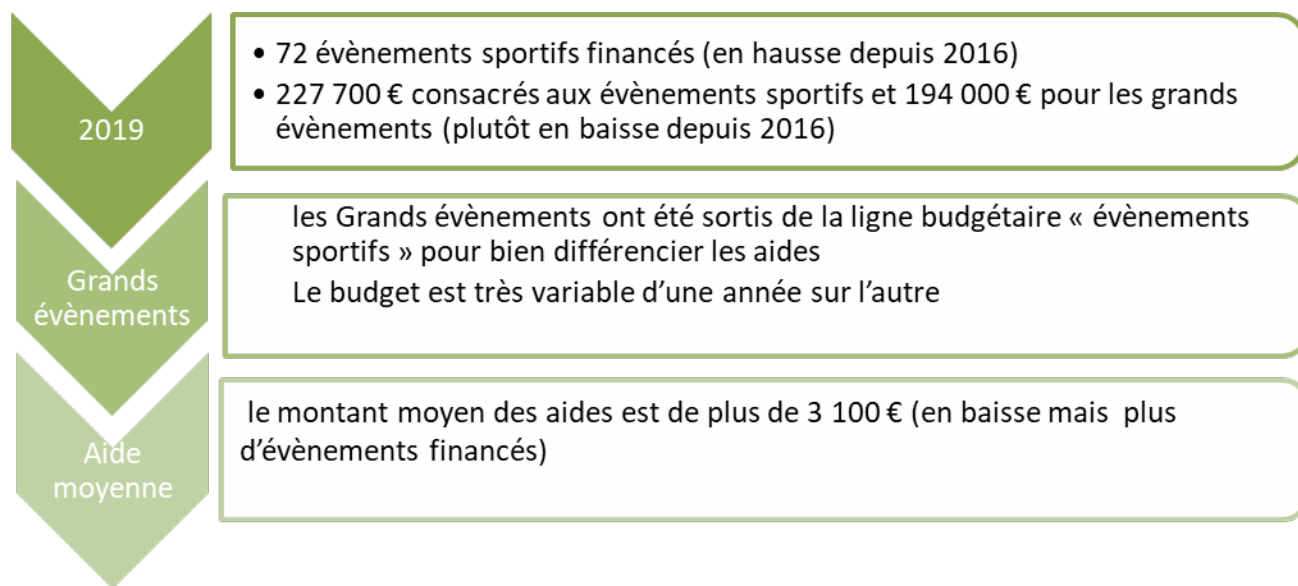 2019
• 72 évènements sportifs financés (en hausse depuis 2016)
• 227 700 € consacrés aux évènements sportifs et 194 000 € pour les grands
évènements (plutôt en baisse depuis 2016)
Grands
évènements
les Grands évènements ont été sortis de la ligne budgétaire « évènements
sportifs » pour bien différencier les aides
Le budget est très variable d’une année sur l’autre
Aide
moyenne
le montant moyen des aides est de plus de 3 100 € (en baisse mais plus
d’évènements financés)